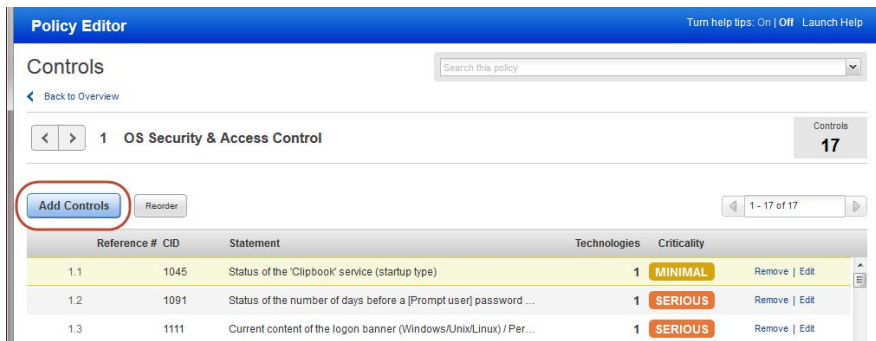 Policy Editor Turn help tips: On | Off Launch Help
Controls Search this policy
Back to Overview
1 OS Security & Access Control Controls
17
Add Controls Reorder 1 - 17 of 17
Reference # CID Statement Technologies Criticality
1.1 1045 Status of the 'Clipbook' service (startup type) 1 MINIMAL Remove | Edit
1.2 1091 Status of the number of days before a [Prompt user] password ... 1 SERIOUS Remove | Edit
1.3 1111 Current content of the logon banner (Windows/Unix/Linux) / Per... 1 SERIOUS Remove | Edit